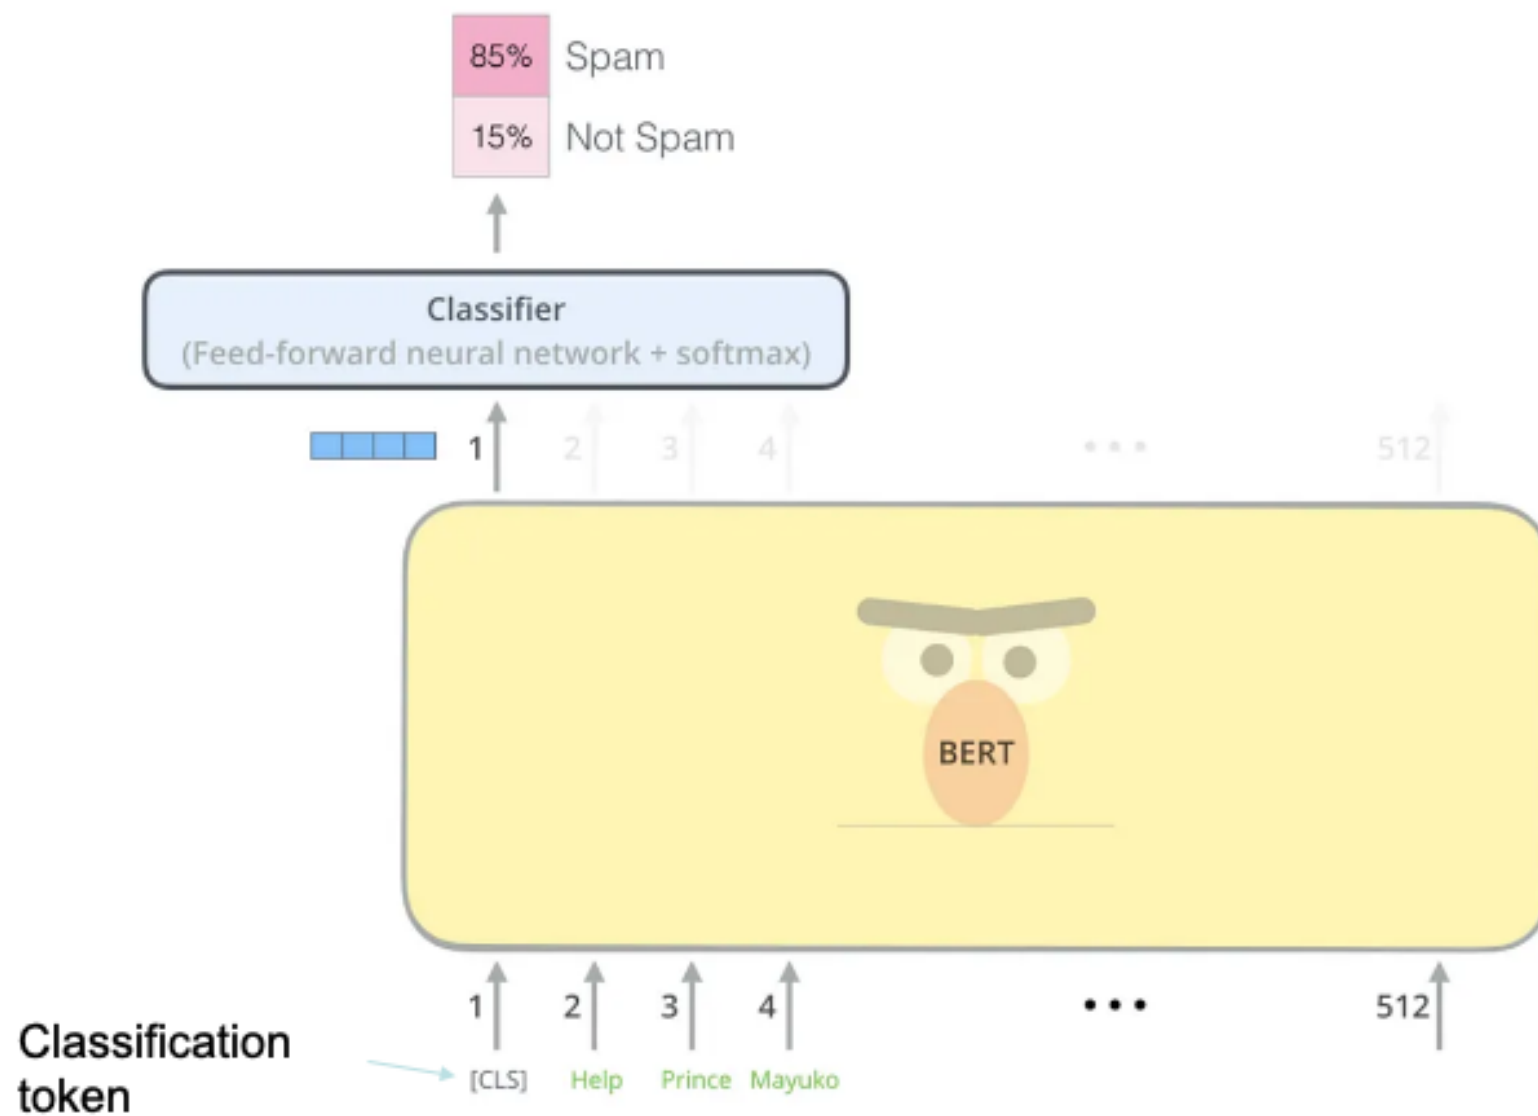 85% Spam
15% Not Spam
Classifier
(Feed-forward neural network + softmax)
1 2 3 4 ••• 512
BERT
1 2 3 4 ••• 512
Classification
token
[CLS] Help Prince Mayuko